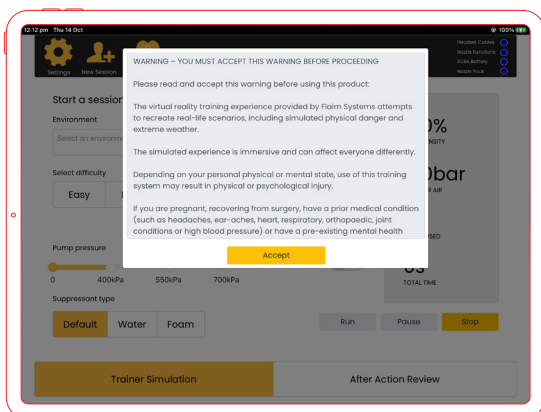 12:12 pm Thu 14 Oct
100%
Settings
New Session
Headset Cables
Nozzle Functions
SCBA Battery
Nozzle Puck
WARNING – YOU MUST ACCEPT THIS WARNING BEFORE PROCEEDING
Please read and accept this warning before using this product:
The virtual reality training experience provided by Flaim Systems attempts
to recreate real-life scenarios, including simulated physical danger and
extreme weather.
The simulated experience is immersive and can affect everyone differently.
Depending on your personal physical or mental state, use of this training
system may result in physical or psychological injury.
If you are pregnant, recovering from surgery, have a prior medical condition
(such as headaches, ear-aches, heart, respiratory, orthopaedic, joint
conditions or high blood pressure) or have a pre-existing mental health
Accept
Start a session
Environment
Select an environm
Select difficulty
Easy
Pump pressure
0 400kPa 550kPa 700kPa
Suppressant type
Default Water Foam
%
NSITY
bar
AIR
SED
TOTAL TIME
Run Pause Stop
Trainer Simulation
After Action Review